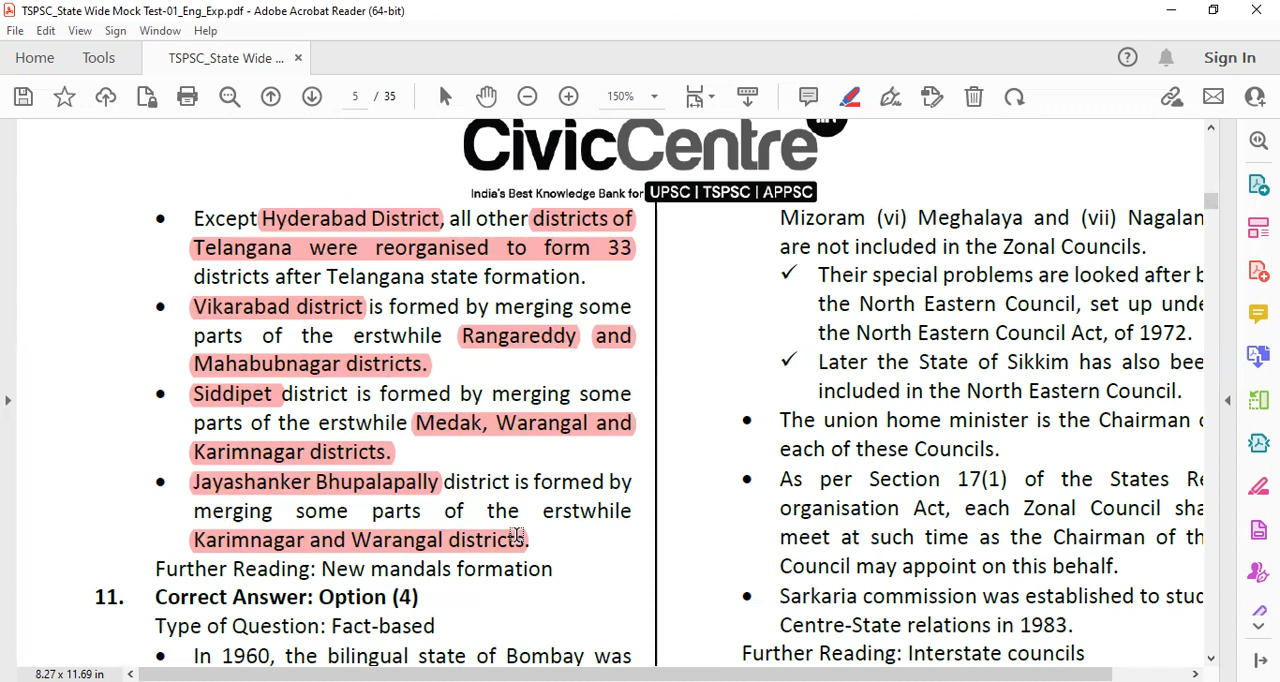 TSPSC_State Wide Mock Test-01_Eng_Exp.pdf - Adobe Acrobat Reader (64-bit)
File Edit View Sign Window Help
Home Tools TSPSC_State Wide ... × Sign In
5 / 35 150%
CivicCentre
India's Best Knowledge Bank for UPSC | TSPSC | APPSC
• Except Hyderabad District, all other districts of
Telangana were reorganised to form 33
districts after Telangana state formation.
• Vikarabad district is formed by merging some
parts of the erstwhile Rangareddy and
Mahabubnagar districts.
• Siddipet district is formed by merging some
parts of the erstwhile Medak, Warangal and
Karimnagar districts.
• Jayashanker Bhupalapally district is formed by
merging some parts of the erstwhile
Karimnagar and Warangal districts.
Further Reading: New mandals formation
11. Correct Answer: Option (4)
Type of Question: Fact-based
• In 1960, the bilingual state of Bombay was
Mizoram (vi) Meghalaya and (vii) Nagalan
are not included in the Zonal Councils.
✓ Their special problems are looked after b
the North Eastern Council, set up unde
the North Eastern Council Act, of 1972.
✓ Later the State of Sikkim has also bee
included in the North Eastern Council.
• The union home minister is the Chairman o
each of these Councils.
• As per Section 17(1) of the States Re
organisation Act, each Zonal Council sha
meet at such time as the Chairman of th
Council may appoint on this behalf.
• Sarkaria commission was established to stud
Centre-State relations in 1983.
Further Reading: Interstate councils
8.27 x 11.69 in